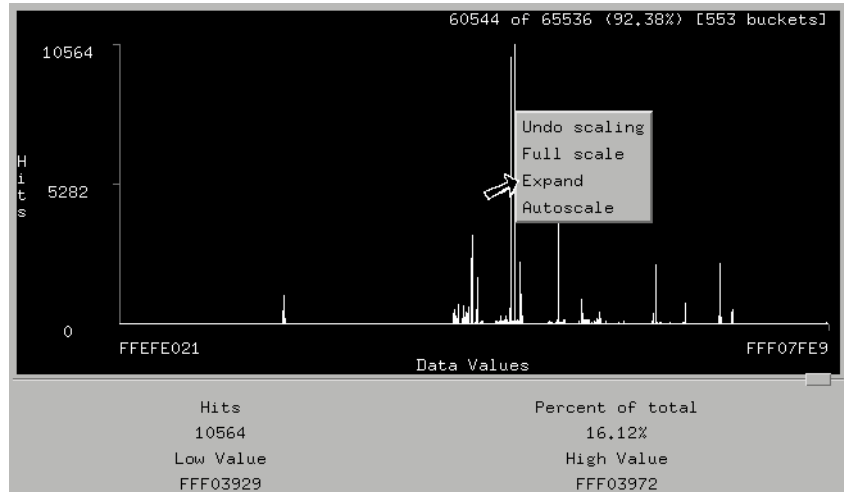 60544 of 65536 (92.38%) [553 buckets]
10564
Undo scaling
Full scale
Expand
Autoscale
Hits
5282
0
FFEFE021
FFF07FE9
Data Values
Hits
Percent of total
10564
16.12%
Low Value
High Value
FFF03929
FFF03972